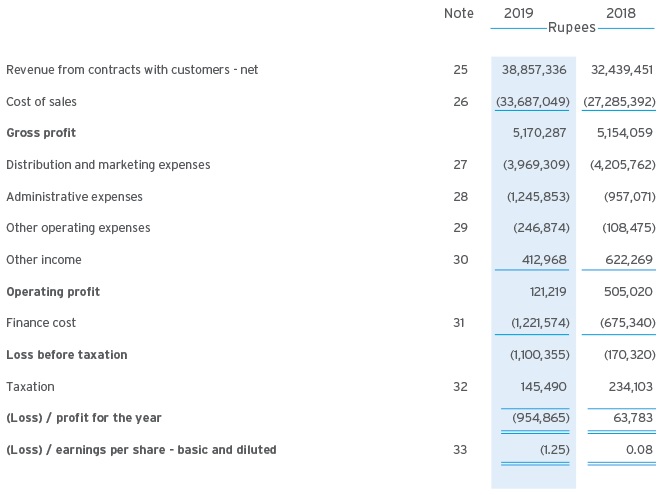 Note 2019 2018
Rupees
Revenue from contracts with customers - net 25 38,857,336 32,439,451
Cost of sales 26 (33,687,049) (27,285,392)
Gross profit 5,170,287 5,154,059
Distribution and marketing expenses 27 (3,969,309) (4,205,762)
Administrative expenses 28 (1,245,853) (957,071)
Other operating expenses 29 (246,874) (108,475)
Other income 30 412,968 622,269
Operating profit 121,219 505,020
Finance cost 31 (1,221,574) (675,340)
Loss before taxation (1,100,355) (170,320)
Taxation 32 145,490 234,103
(Loss) / profit for the year (954,865) 63,783
(Loss) / earnings per share - basic and diluted 33 (1.25) 0.08